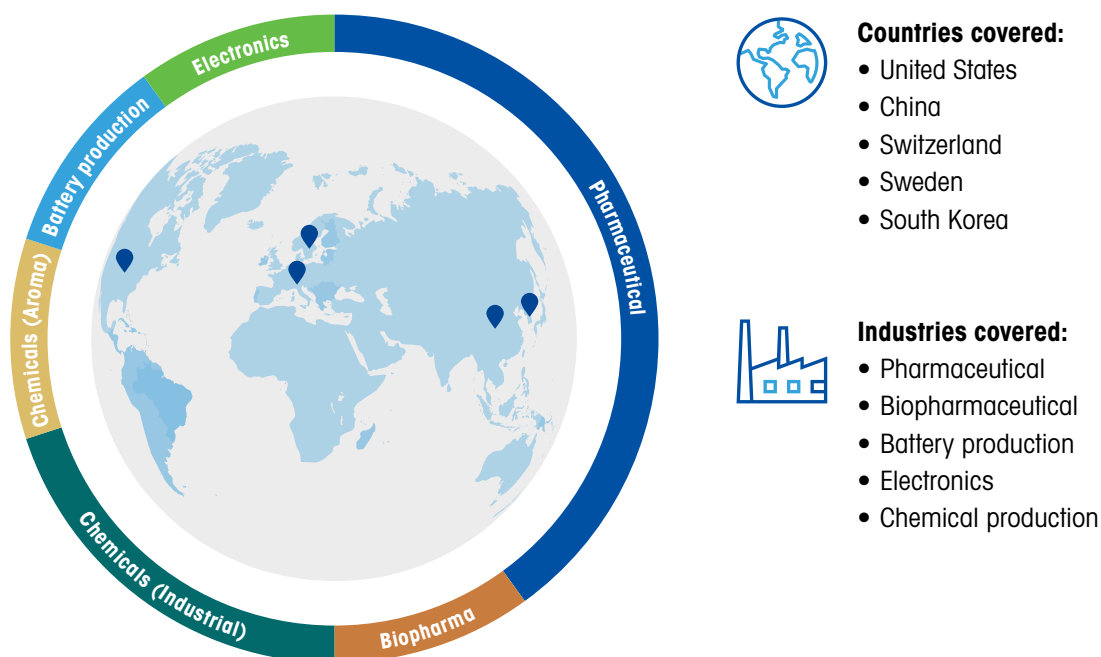 Electronics
Battery production
Chemicals (Aroma)
Chemicals (Industrial)
Biopharma
Pharmaceutical
Countries covered:
• United States
• China
• Switzerland
• Sweden
• South Korea
Industries covered:
• Pharmaceutical
• Biopharmaceutical
• Battery production
• Electronics
• Chemical production